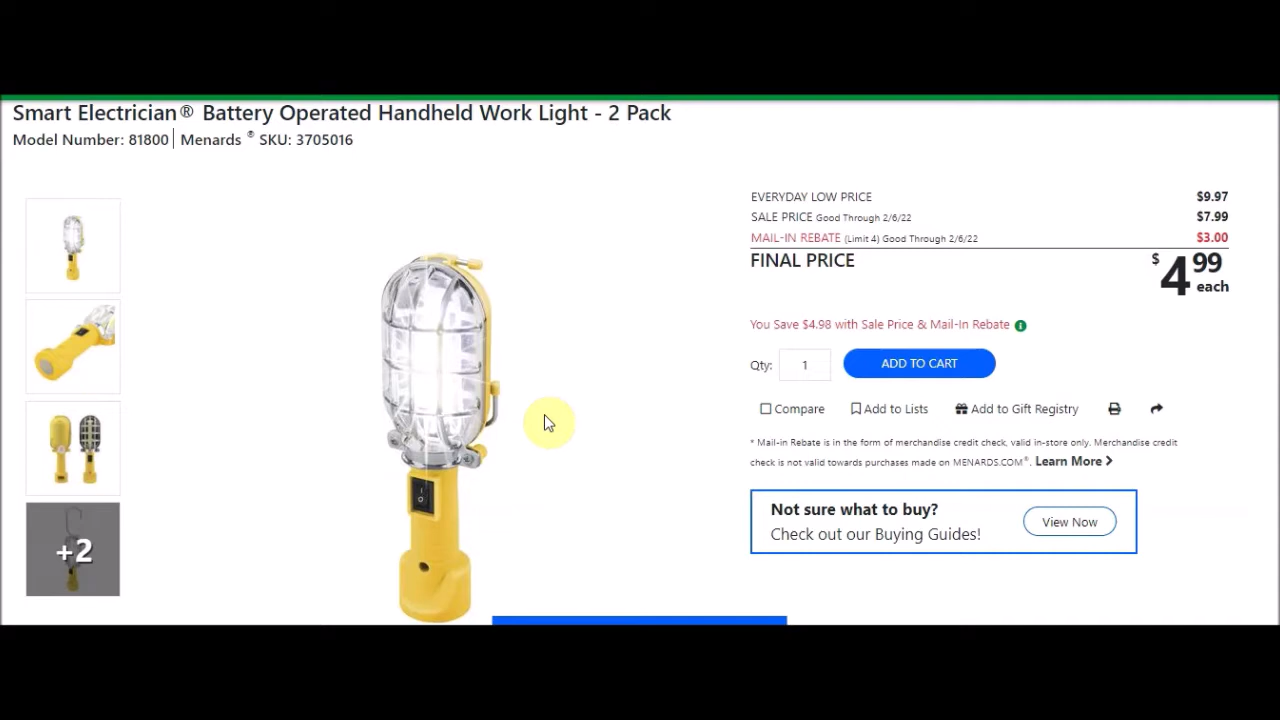 Smart Electrician® Battery Operated Handheld Work Light - 2 Pack
Model Number: 81800 | Menards ® SKU: 3705016
EVERYDAY LOW PRICE $9.97
SALE PRICE Good Through 2/6/22 $7.99
MAIL-IN REBATE (Limit 4) Good Through 2/6/22 $3.00
FINAL PRICE $4.99 each
You Save $4.98 with Sale Price & Mail-In Rebate
Qty: 1 ADD TO CART
Compare Add to Lists Add to Gift Registry
* Mail-in Rebate is in the form of merchandise credit check, valid in-store only. Merchandise credit
check is not valid towards purchases made on MENARDS.COM®. Learn More
Not sure what to buy?
Check out our Buying Guides!
View Now
+2